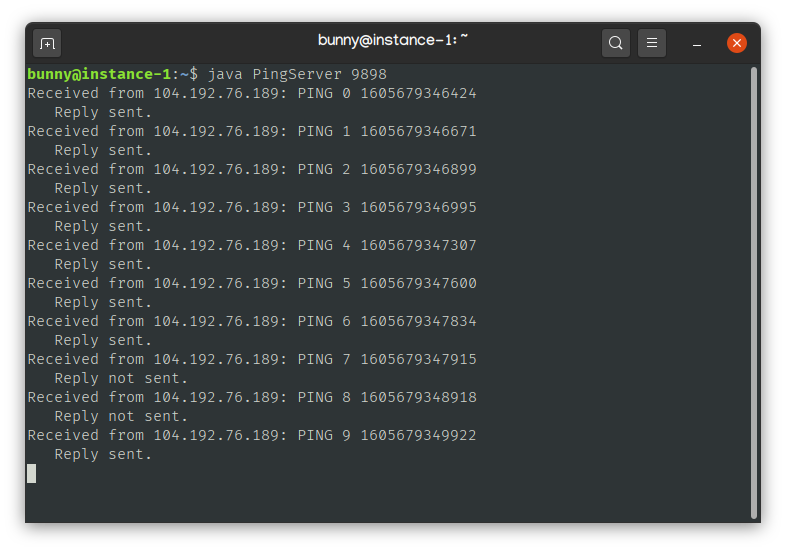 bunny@instance-1: ~
bunny@instance-1:~$ java PingServer 9898
Received from 104.192.76.189: PING 0 1605679346424
   Reply sent.
Received from 104.192.76.189: PING 1 1605679346671
   Reply sent.
Received from 104.192.76.189: PING 2 1605679346899
   Reply sent.
Received from 104.192.76.189: PING 3 1605679346995
   Reply sent.
Received from 104.192.76.189: PING 4 1605679347307
   Reply sent.
Received from 104.192.76.189: PING 5 1605679347600
   Reply sent.
Received from 104.192.76.189: PING 6 1605679347834
   Reply sent.
Received from 104.192.76.189: PING 7 1605679347915
   Reply not sent.
Received from 104.192.76.189: PING 8 1605679348918
   Reply not sent.
Received from 104.192.76.189: PING 9 1605679349922
   Reply sent.